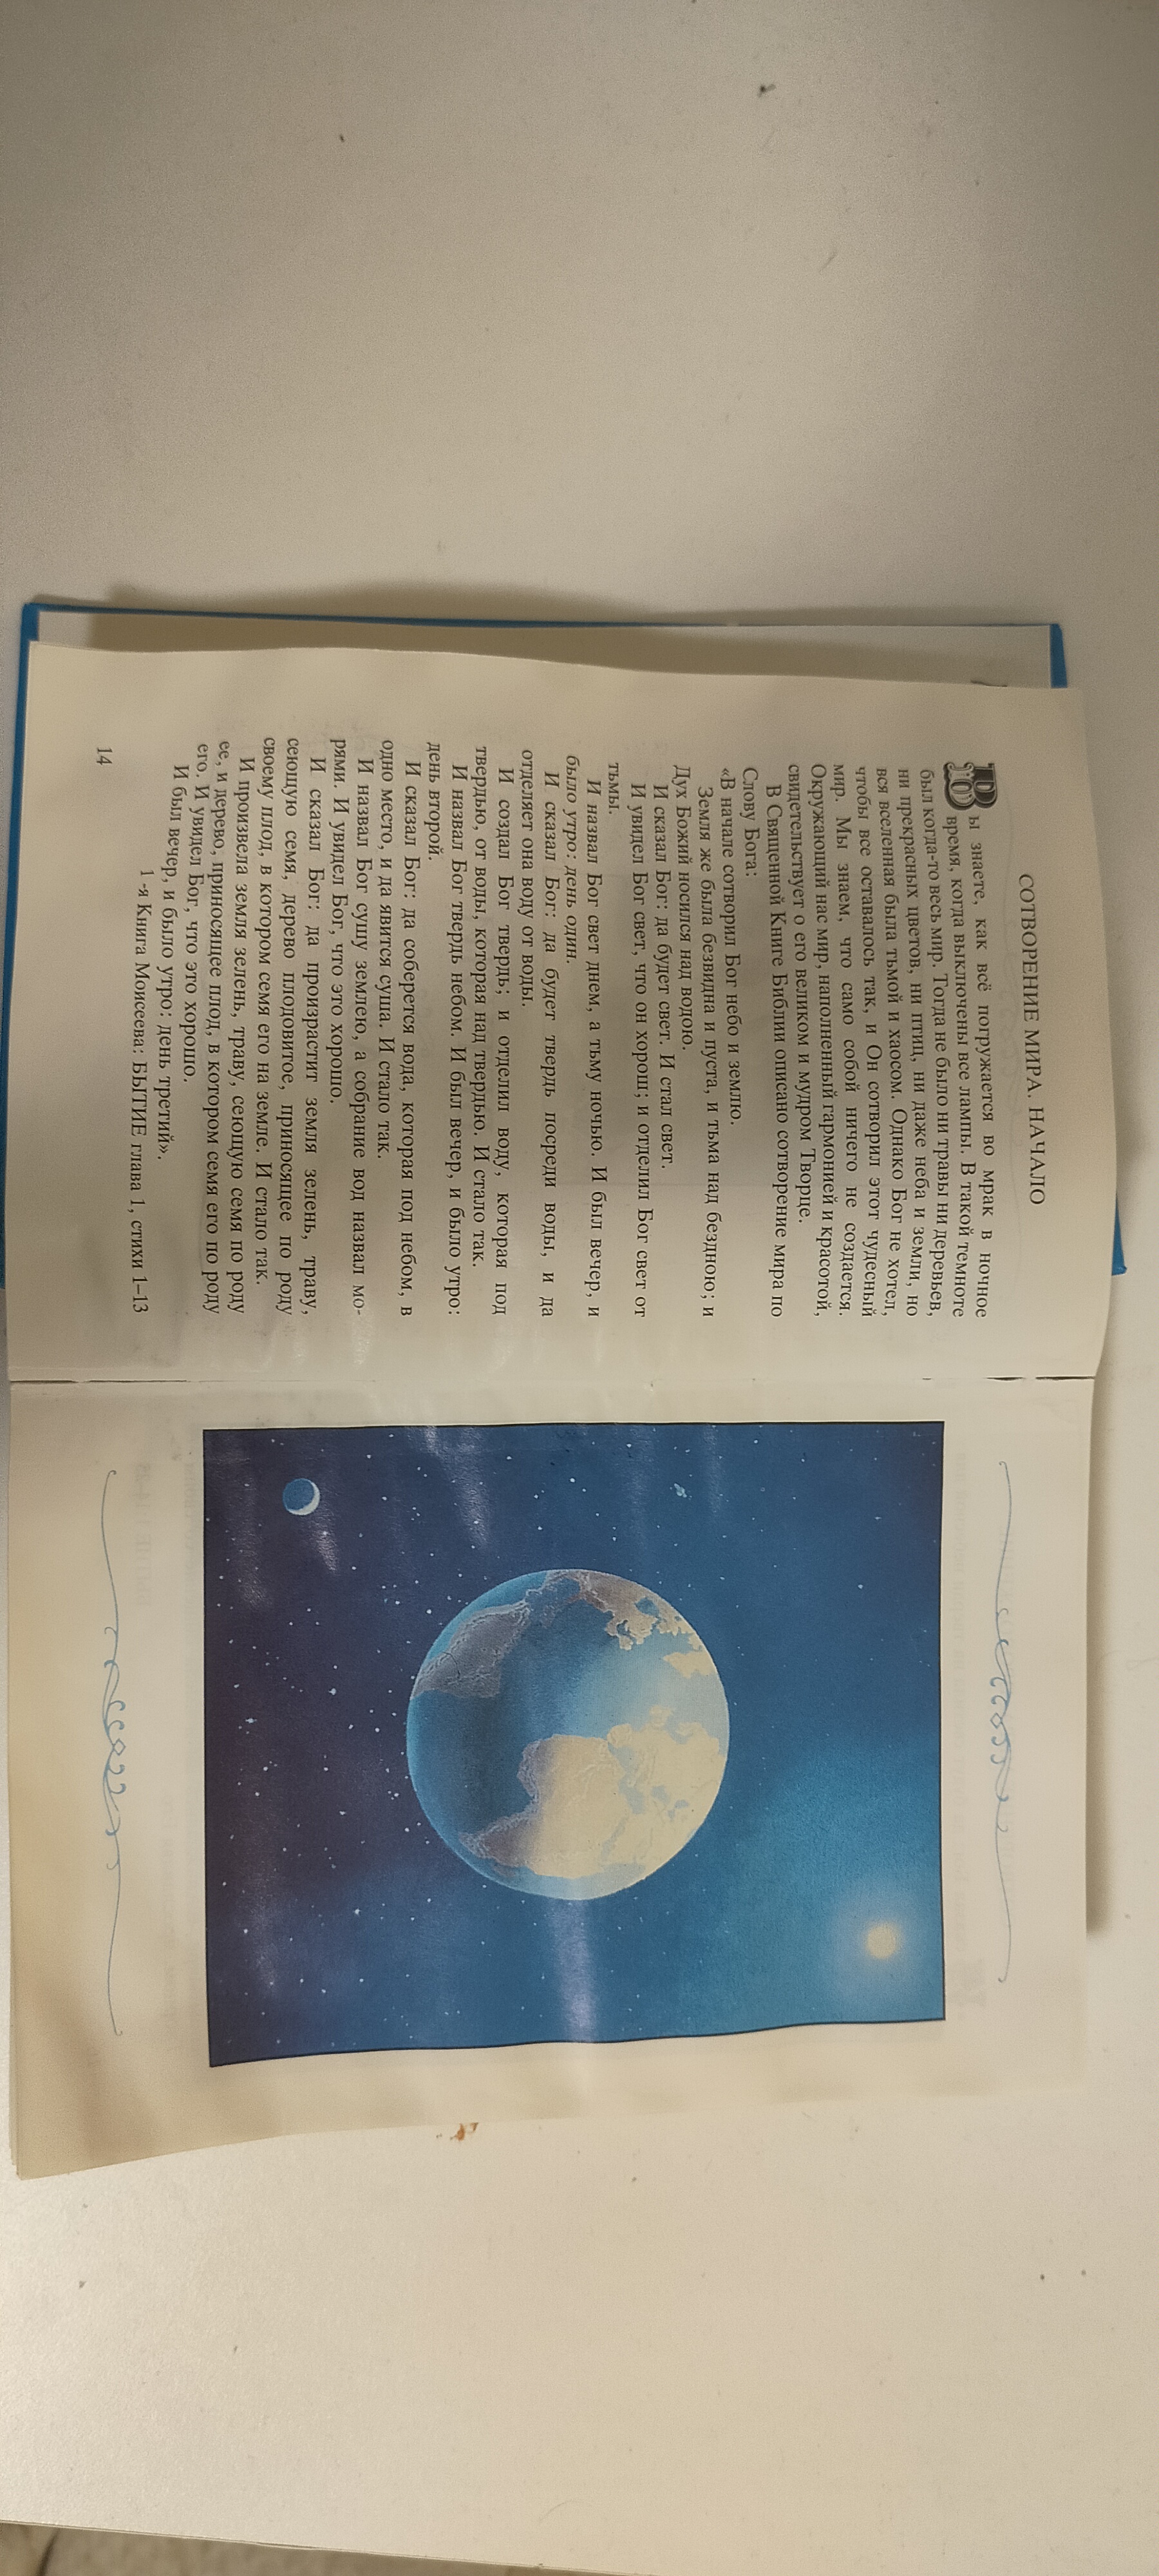 СОТВОРЕНИЕ МИРА. НАЧАЛО
Вы знаете, как всё погружается во мрак в ночное
время, когда выключены все лампы. В такой темноте
был когда-то весь мир. Тогда не было ни травы ни деревьев,
ни прекрасных цветов, ни птиц, ни даже неба и земли, но
вся вселенная была тьмой и хаосом. Однако Бог не хотел,
чтобы все оставалось так, и Он сотворил этот чудесный
мир. Мы знаем, что само собой ничего не создается.
Окружающий нас мир, наполненный гармонией и красотой,
свидетельствует о его великом и мудром Творце.
В Священной Книге Библии описано сотворение мира по
Слову Бога:
«В начале сотворил Бог небо и землю.
Земля же была безвидна и пуста, и тьма над бездною; и
Дух Божий носился над водою.
И сказал Бог: да будет свет. И стал свет.
И увидел Бог свет, что он хорош; и отделил Бог свет от
тьмы.
И назвал Бог свет днем, а тьму ночью. И был вечер, и
было утро: день один.
И сказал Бог: да будет твердь посреди воды, и да
отделяет она воду от воды.
И создал Бог твердь; и отделил воду, которая под
твердью, от воды, которая над твердью. И стало так.
И назвал Бог твердь небом. И был вечер, и было утро:
день второй.
И сказал Бог: да соберется вода, которая под небом, в
одно место, и да явится суша. И стало так.
И назвал Бог сушу землею, а собрание вод назвал мо-
рями. И увидел Бог, что это хорошо.
И сказал Бог: да произрастит земля зелень, траву,
сеющую семя, дерево плодовитое, приносящее по роду
своему плод, в котором семя его на земле. И стало так.
И произвела земля зелень, траву, сеющую семя по роду
ее, и дерево, приносящее плод, в котором семя его по роду
его. И увидел Бог, что это хорошо.
И был вечер, и было утро: день третий».
1-я Книга Моисеева: БЫТИЕ глава 1, стихи 1–13
14